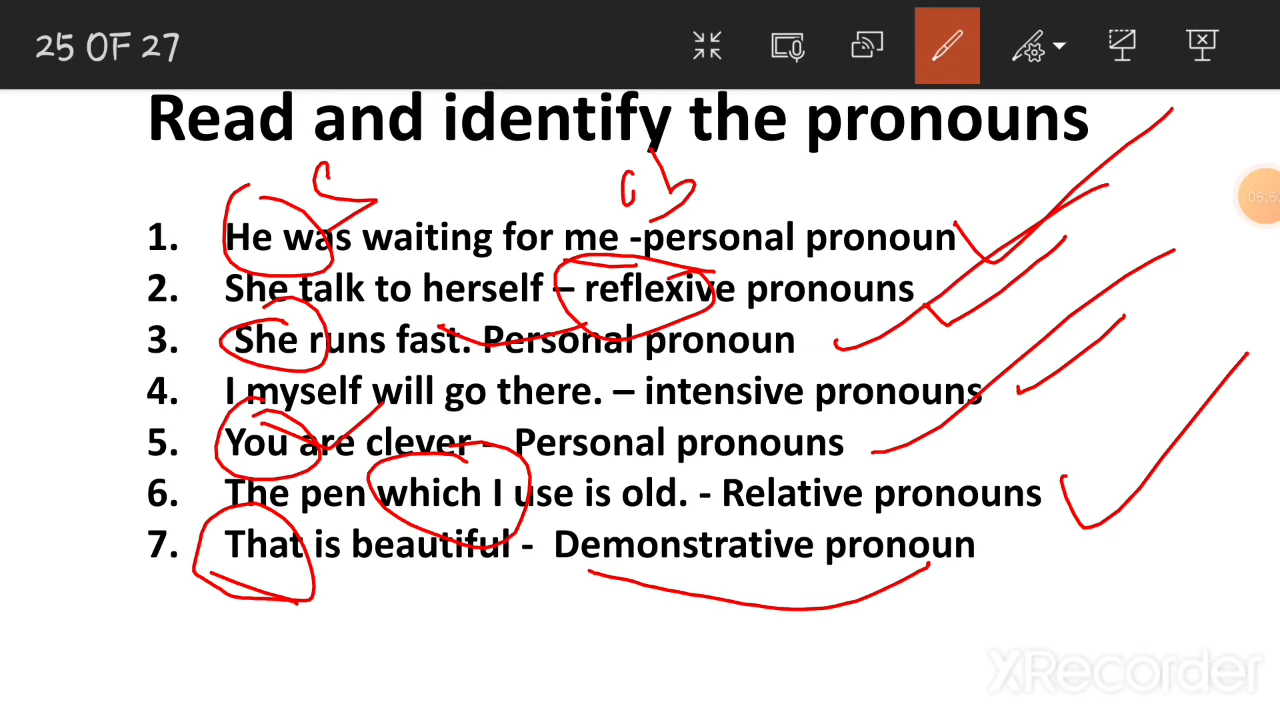 25 OF 27
Read and identify the pronouns
1. He was waiting for me -personal pronoun
2. She talk to herself – reflexive pronouns
3. She runs fast. Personal pronoun
4. I myself will go there. – intensive pronouns
5. You are clever - Personal pronouns
6. The pen which I use is old. - Relative pronouns
7. That is beautiful - Demonstrative pronoun
XRecorder